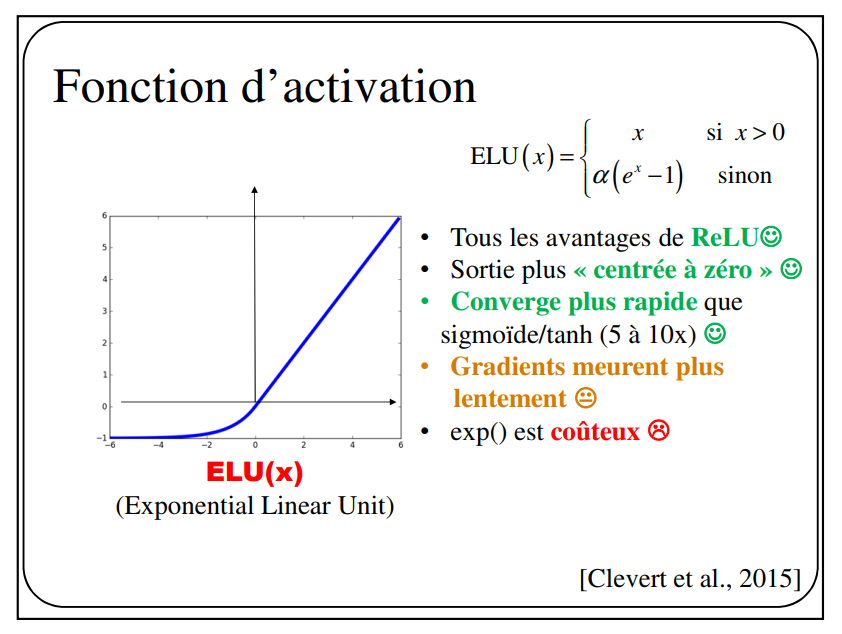 Fonction d'activation
ELU(x) = { x si x > 0
α(eˣ − 1) sinon
6
5
4
3
2
1
0
−1
−6 −4 −2 0 2 4 6
ELU(x)
(Exponential Linear Unit)
• Tous les avantages de ReLU☺
• Sortie plus « centrée à zéro » ☺
• Converge plus rapide que
sigmoïde/tanh (5 à 10x) ☺
• Gradients meurent plus
lentement 😐
• exp() est coûteux ☹
[Clevert et al., 2015]